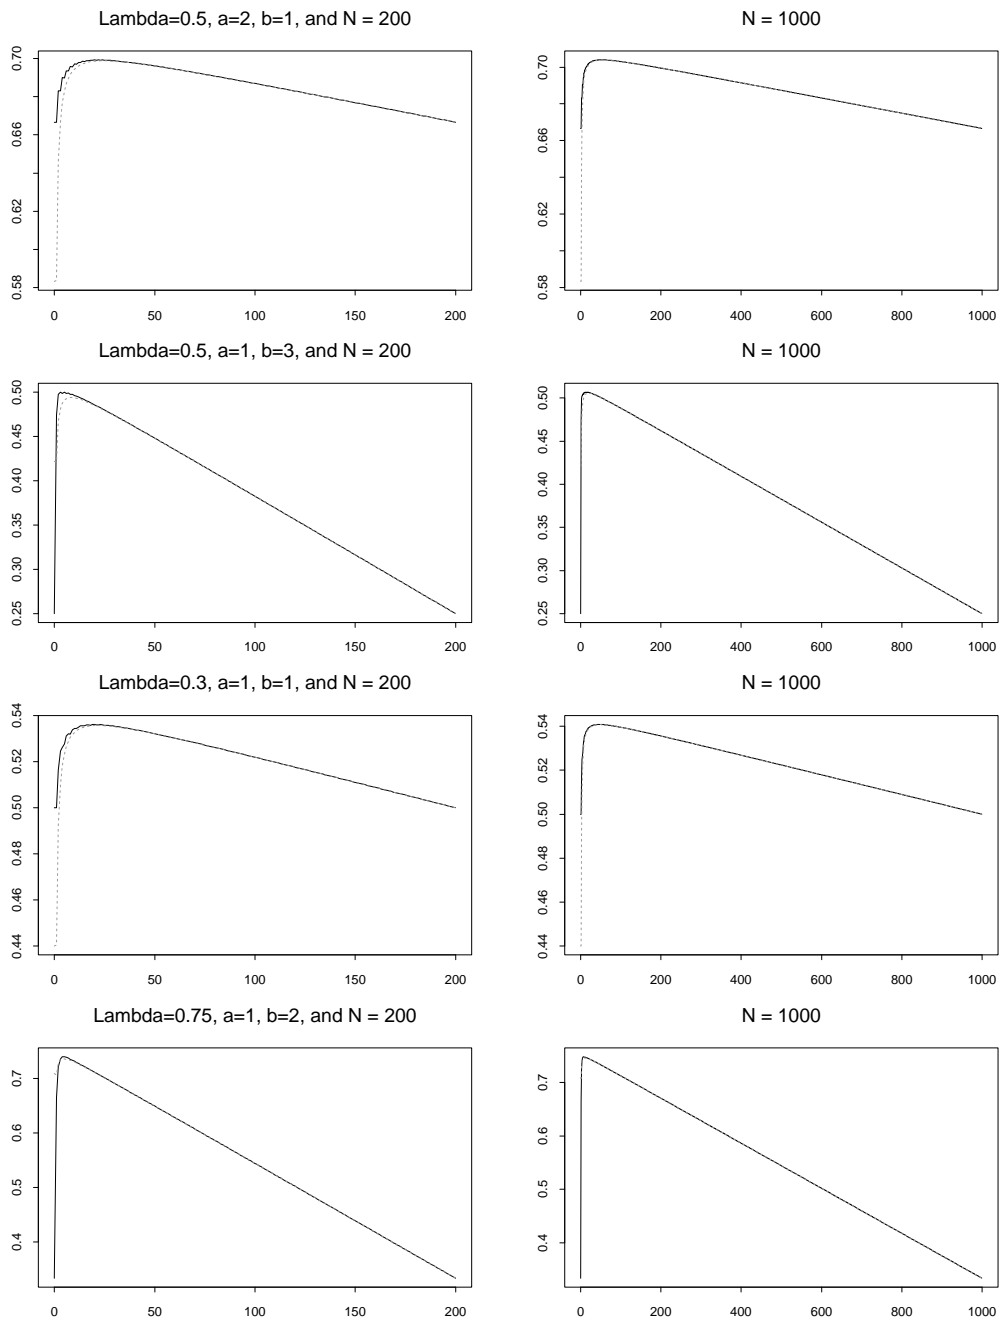 Lambda=0.5, a=2, b=1, and N = 200
N = 1000
0.58 0.62 0.66 0.70
0 50 100 150 200
0.58 0.62 0.66 0.70
0 200 400 600 800 1000
Lambda=0.5, a=1, b=3, and N = 200
N = 1000
0.25 0.30 0.35 0.40 0.45 0.50
0 50 100 150 200
0.25 0.30 0.35 0.40 0.45 0.50
0 200 400 600 800 1000
Lambda=0.3, a=1, b=1, and N = 200
N = 1000
0.44 0.46 0.48 0.50 0.52 0.54
0 50 100 150 200
0.44 0.46 0.48 0.50 0.52 0.54
0 200 400 600 800 1000
Lambda=0.75, a=1, b=2, and N = 200
N = 1000
0.4 0.5 0.6 0.7
0 50 100 150 200
0.4 0.5 0.6 0.7
0 200 400 600 800 1000